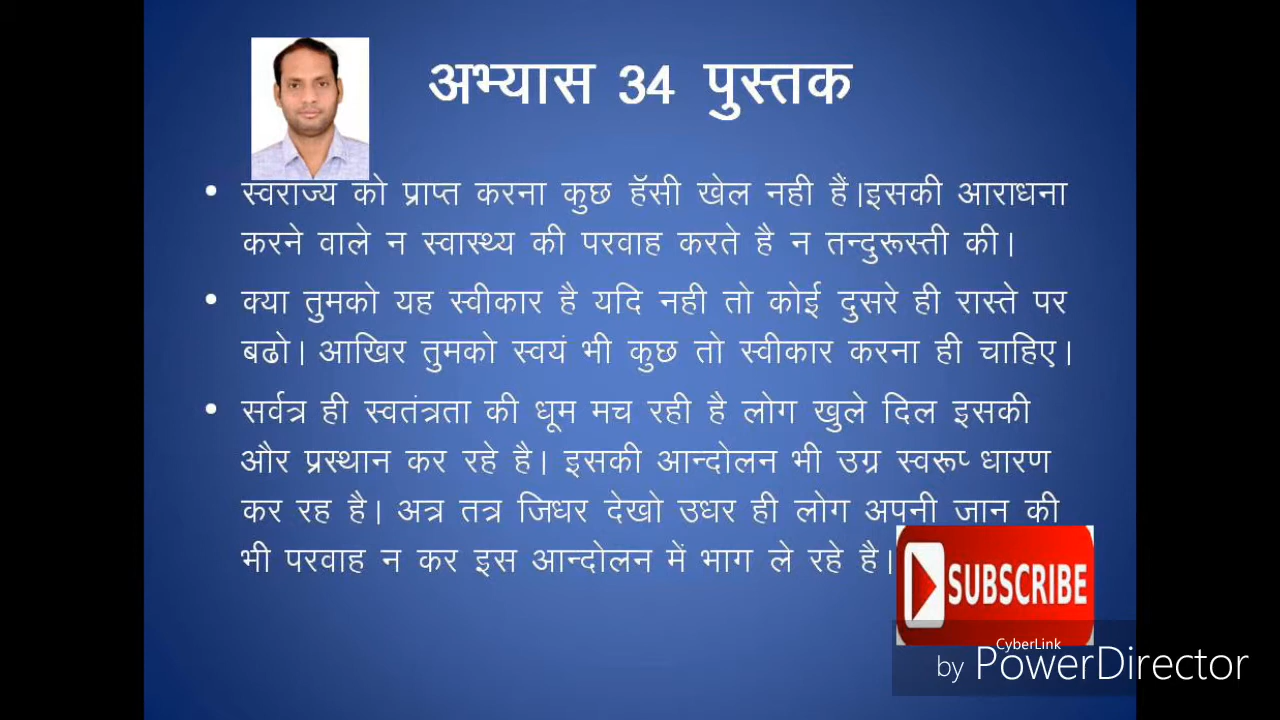 अभ्यास 34 पुस्तक
• स्वराज्य को प्राप्त करना कुछ हॅसी खेल नही हैं।इसकी आराधना
करने वाले न स्वास्थ्य की परवाह करते है न तन्दुरूस्ती की।
• क्या तुमको यह स्वीकार है यदि नही तो कोई दुसरे ही रास्ते पर
बढो। आखिर तुमको स्वयं भी कुछ तो स्वीकार करना ही चाहिए।
• सर्वत्र ही स्वतंत्रता की धूम मच रही है लोग खुले दिल इसकी
और प्रस्थान कर रहे है। इसकी आन्दोलन भी उग्र स्वरूप धारण
कर रह है। अत्र तत्र जिधर देखो उधर ही लोग अपनी जान की
भी परवाह न कर इस आन्दोलन में भाग ले रहे है।
SUBSCRIBE
CyberLink
by PowerDirector